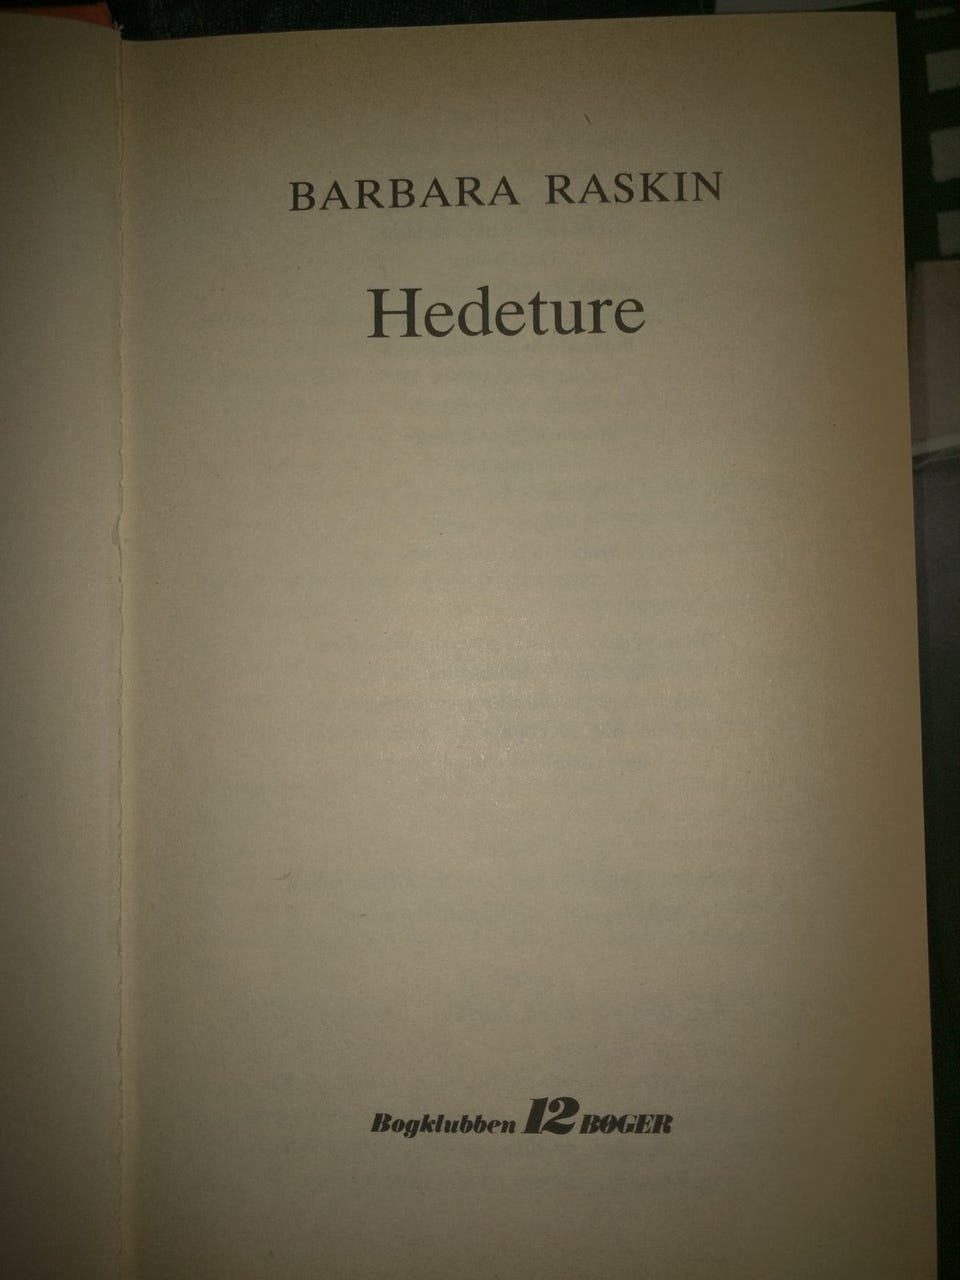 BARBARA RASKIN
Hedeture
Bogklubben 12 BØGER